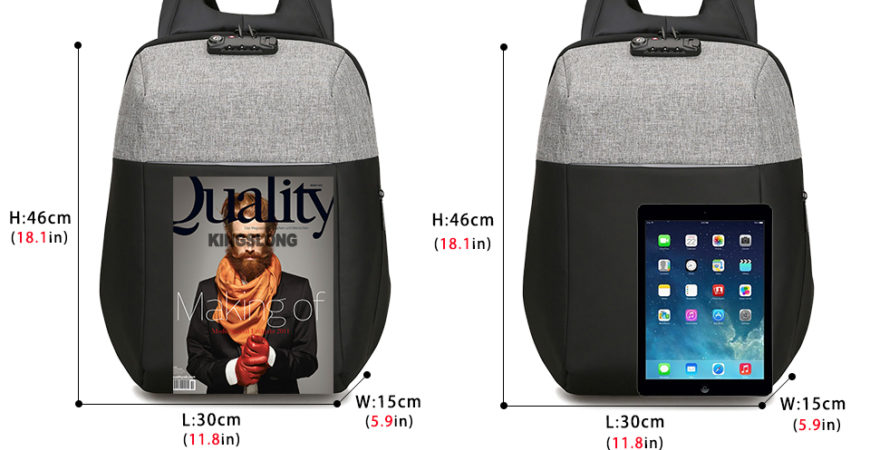 Quality
KINGSLONG
Making of
H:46cm
(18.1in)
L:30cm
(11.8in)
W:15cm
(5.9in)
H:46cm
(18.1in)
L:30cm
(11.8in)
W:15cm
(5.9in)